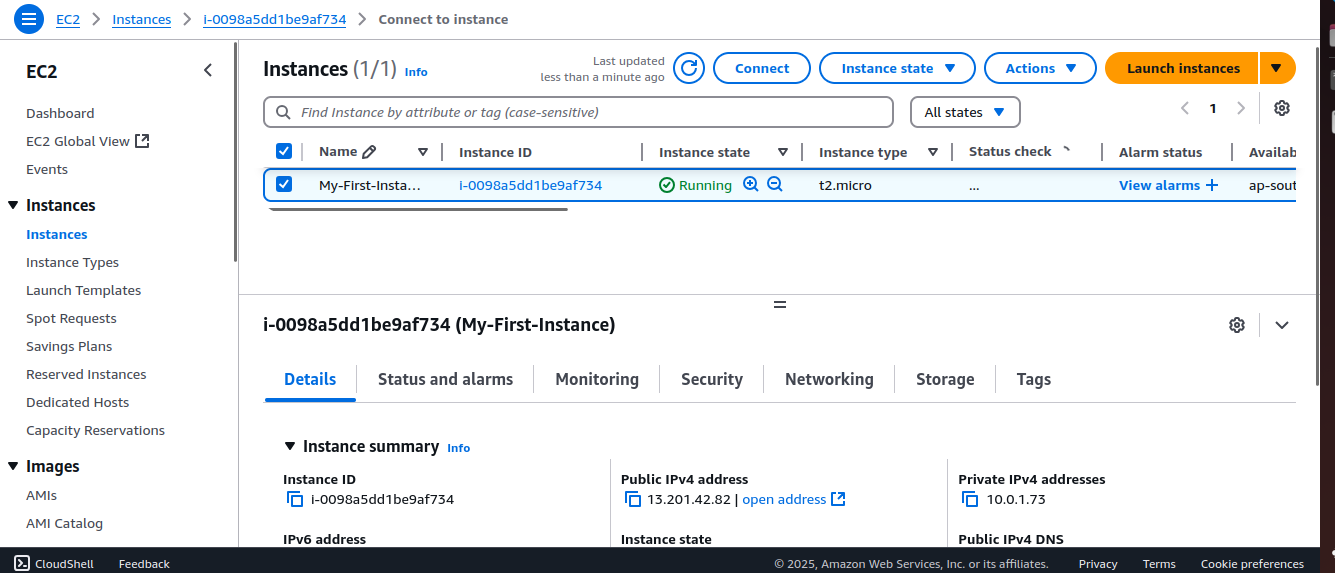 EC2 > Instances > i-0098a5dd1be9af734 > Connect to instance
EC2
Dashboard
EC2 Global View
Events
Instances
Instances
Instance Types
Launch Templates
Spot Requests
Savings Plans
Reserved Instances
Dedicated Hosts
Capacity Reservations
Images
AMIs
AMI Catalog
Instances (1/1) Info
Last updated
less than a minute ago
Connect
Instance state
Actions
Launch instances
Find Instance by attribute or tag (case-sensitive)
All states
1
Name Instance ID Instance state Instance type Status check Alarm status Availab
My-First-Insta... i-0098a5dd1be9af734 Running t2.micro ... View alarms + ap-sout
i-0098a5dd1be9af734 (My-First-Instance)
Details Status and alarms Monitoring Security Networking Storage Tags
Instance summary Info
Instance ID
i-0098a5dd1be9af734
Public IPv4 address
13.201.42.82 | open address
Private IPv4 addresses
10.0.1.73
IPv6 address
Instance state
Public IPv4 DNS
CloudShell Feedback © 2025, Amazon Web Services, Inc. or its affiliates. Privacy Terms Cookie preferences